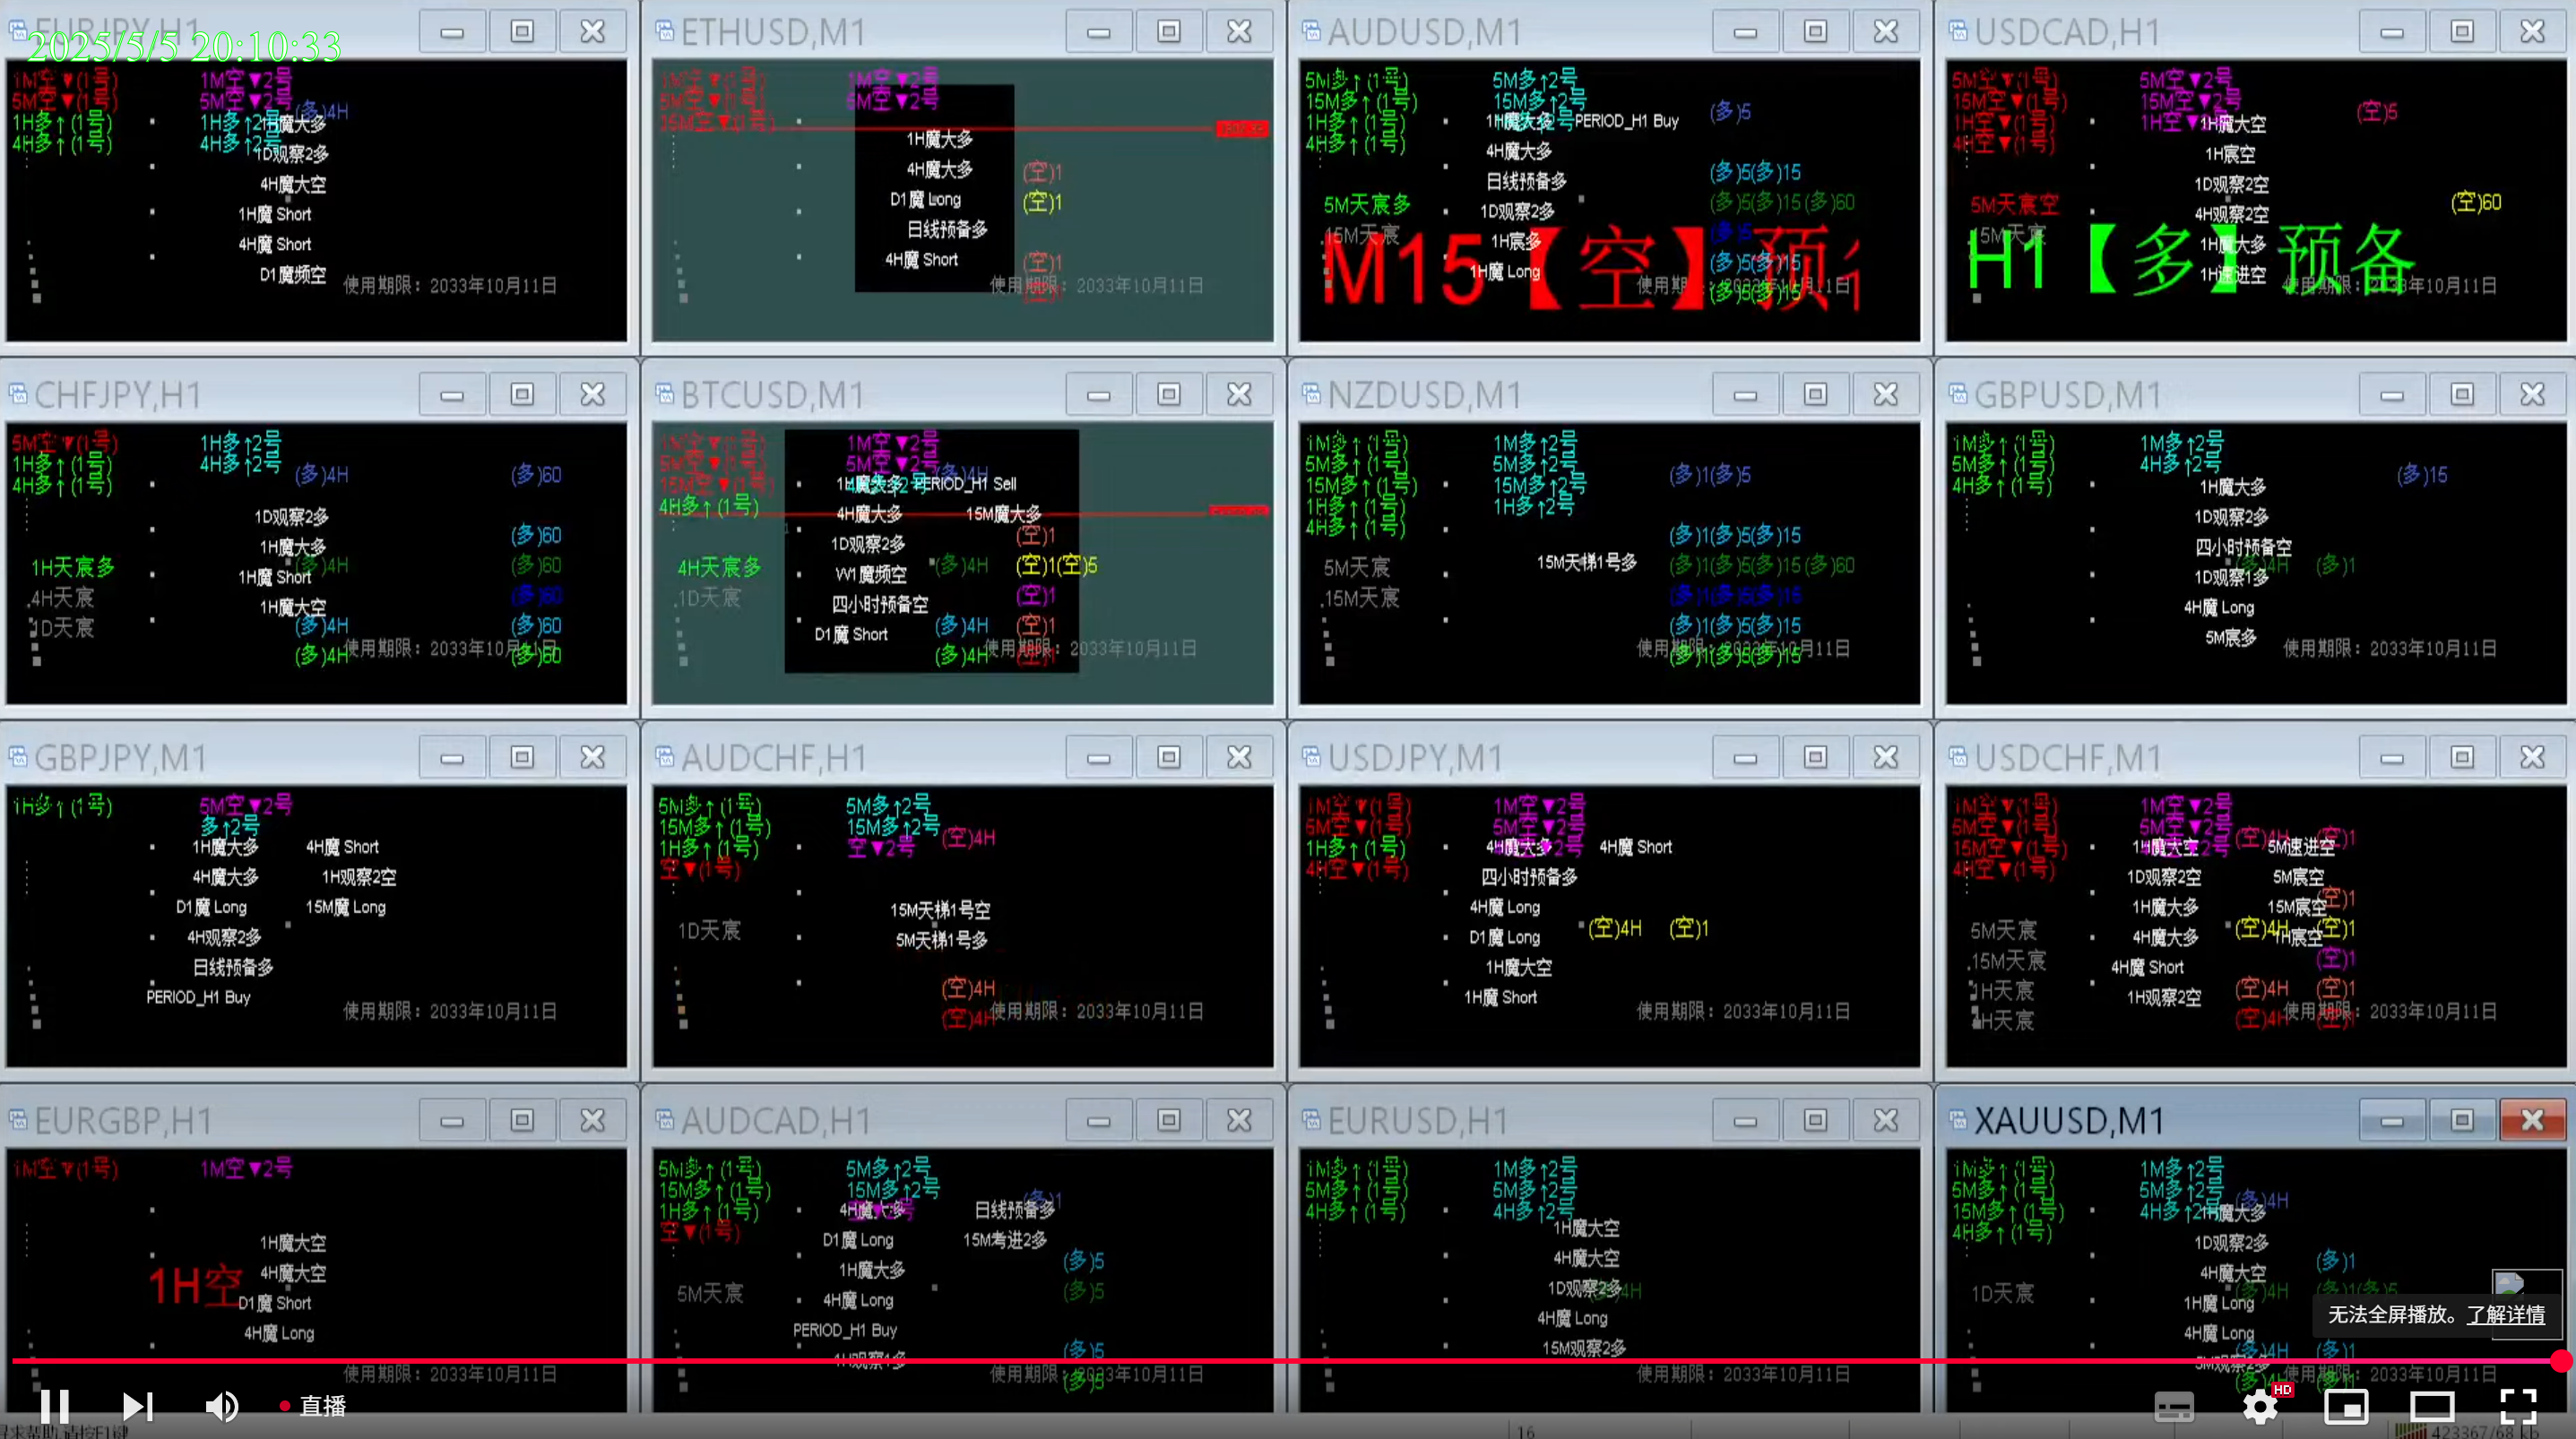 EURJPY,H1
2025/5/5 20:10:33
1M空▼(1号) 1M空▼2号
5M空▼(1号) 5M空▼2号
(多)4H
1H多↑(1号) 1H多↑2号
1H魔大多
4H多↑(1号) 4H多↑2号
1D观察2多
4H魔大空
1H魔 Short
4H魔 Short
D1魔频空
使用期限：2033年10月11日
ETHUSD,M1
1M空▼(1号) 1M空▼2号
5M空▼(1号) 5M空▼2号
15M空▼(1号)
1H魔大多
4H魔大多 (空)1
D1魔 Long (空)1
日线预备多
4H魔 Short (空)1
使用期限：2033年10月11日
AUDUSD,M1
5M多↑(1号) 5M多↑2号
15M多↑(1号) 15M多↑2号 (多)5
1H多↑(1号) 1H魔大多 PERIOD_H1 Buy
4H多↑(1号) 4H魔大多
日线预备多 (多)5(多)15
5M天宸多 1D观察2多 (多)5(多)15(多)60
15M天宸 1H宸多 (多)5
1H魔 Long (多)5(多)15
M15【空】预
(多)5(多)15
USDCAD,H1
5M空▼(1号) 5M空▼2号
15M空▼(1号) 15M空▼2号 (空)5
1H空▼(1号) 1H空▼2号
1H魔大空
4H空▼(1号)
1H宸空
1D观察2空
5M天宸空 4H观察2空 (空)60
15M天宸
1H魔大多
1H速进空
H1【多】预备
使用期限：2033年10月11日
CHFJPY,H1
5M空▼(1号) 1H多↑2号
1H多↑(1号) 4H多↑2号
4H多↑(1号) (多)4H (多)60
1D观察2多 (多)60
1H魔大多
1H天宸多 (多)4H (多)60
1H魔 Short
4H天宸 (多)60
1H魔大空
1D天宸 (多)4H (多)60
(多)4H (多)60
使用期限：2033年10月11日
BTCUSD,M1
1M空▼(1号) 1M空▼2号
5M空▼(1号) 5M空▼2号
15M空▼(1号) (多)4H
1H魔大多 PERIOD_H1 Sell
4H多↑(1号) 4H魔大多 15M魔大多
1D观察2多 (空)1
4H天宸多 W1魔频空 (多)4H (空)1(空)5
1D天宸 四小时预备空 (空)1
D1魔 Short (多)4H (空)1
(多)4H
使用期限：2033年10月11日
NZDUSD,M1
1M多↑(1号) 1M多↑2号
5M多↑(1号) 5M多↑2号
15M多↑(1号) 15M多↑2号 (多)1(多)5
1H多↑(1号) 1H多↑2号
4H多↑(1号)
(多)1(多)5(多)15
5M天宸 15M天梯1号多 (多)1(多)5(多)15(多)60
15M天宸 (多)1(多)5(多)15
(多)1(多)5(多)15
(多)1(多)5(多)15
使用期限：2033年10月11日
GBPUSD,M1
1M多↑(1号) 1M多↑2号
5M多↑(1号) 4H多↑2号
4H多↑(1号) 1H魔大多 (多)15
1D观察2多
四小时预备空
(多)4H (多)1
1D观察1多
4H魔 Long
5M宸多
使用期限：2033年10月11日
GBPJPY,M1
1H多↑(1号) 5M空▼2号
多↑2号
1H魔大多 4H魔 Short
4H魔大多 1H观察2空
D1魔 Long 15M魔 Long
4H观察2多
日线预备多
PERIOD_H1 Buy
使用期限：2033年10月11日
AUDCHF,H1
5M多↑(1号) 5M多↑2号
15M多↑(1号) 15M多↑2号
(空)4H
1H多↑(1号) 空▼2号
空▼(1号)
15M天梯1号空
1D天宸 5M天梯1号多
(空)4H
(空)4H
使用期限：2033年10月11日
USDJPY,M1
1M空▼(1号) 1M空▼2号
5M空▼(1号) 5M空▼2号
1H多↑(1号) 4H魔大多 4H魔 Short
4H空▼(1号) 四小时预备多
4H魔 Long
(空)4H (空)1
D1魔 Long
1H魔大空
1H魔 Short
使用期限：2033年10月11日
USDCHF,M1
1M空▼(1号) 1M空▼2号
5M空▼(1号) 5M空▼2号 (空)4H (空)1
15M空▼(1号) 1H魔大空 5M速进空
4H空▼(1号) 1D观察2空 5M宸空
1H魔大多 15M宸空 (空)1
5M天宸 4H魔大多 (空)4H 1H宸空 (空)1
15M天宸 4H魔 Short (空)1
1H天宸 1H观察2空 (空)4H (空)1
4H天宸 (空)4H (空)1
使用期限：2033年10月11日
EURGBP,H1
1M空▼(1号) 1M空▼2号
1H魔大空
1H空 4H魔大空
D1魔 Short
4H魔 Long
使用期限：2033年10月11日
AUDCAD,H1
5M多↑(1号) 5M多↑2号
15M多↑(1号) 15M多↑2号 (多)1
1H多↑(1号) 4H魔大多 日线预备多
空▼(1号) D1魔 Long 15M考进2多
1H魔大多 (多)5
5M天宸 4H魔 Long (多)5
PERIOD_H1 Buy
1H观察1多 (多)5
(多)5
使用期限：2033年10月11日
EURUSD,H1
1M多↑(1号) 1M多↑2号
5M多↑(1号) 5M多↑2号
4H多↑(1号) 4H多↑2号
1H魔大空
4H魔大空
1D观察2多
4H魔 Long
15M观察2多
使用期限：2033年10月11日
XAUUSD,M1
1M多↑(1号) 1M多↑2号
5M多↑(1号) 5M多↑2号
(多)4H
15M多↑(1号) 4H多↑2号 1H魔大多
4H多↑(1号) 1D观察2多
(多)1
4H魔大空
1D天宸 (多)4H (多)1(多)5
1H魔 Long
4H魔 Long
(多)4H (多)1
5M观察2多
使用期限：2033年10月11日
无法全屏播放。了解详情
直播
HD
16
423367/68 kb